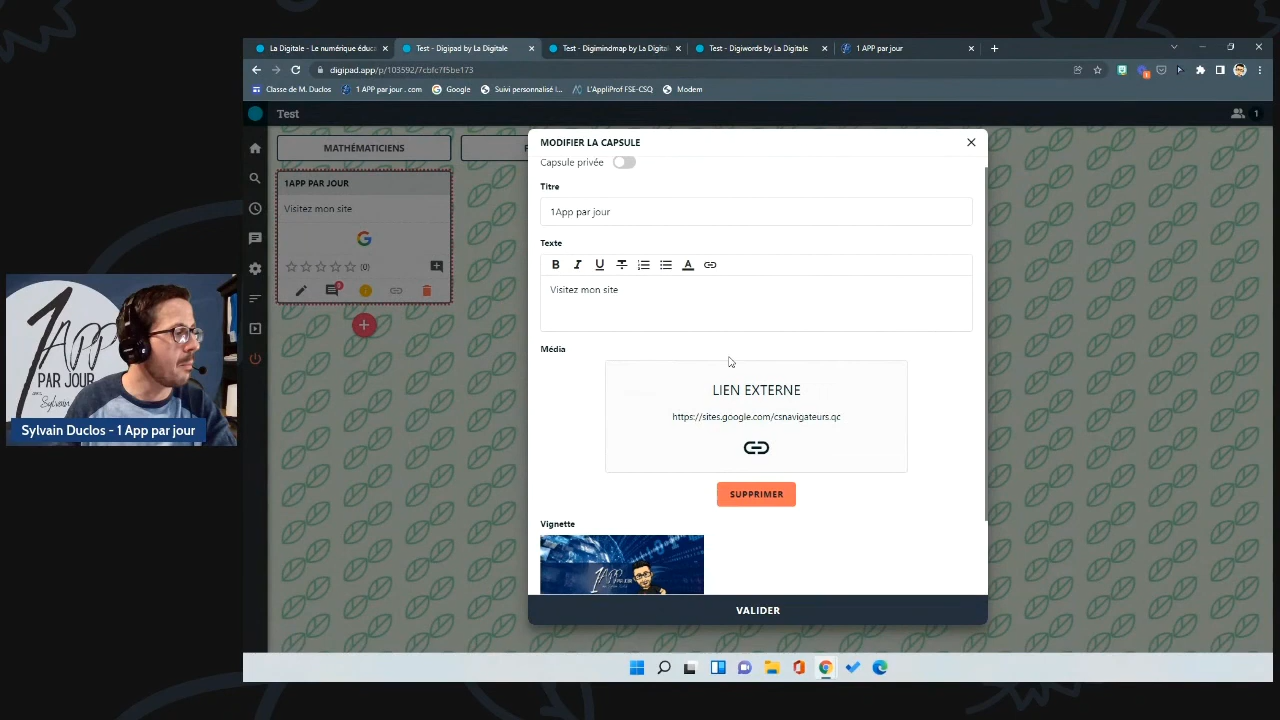 La Digitale - Le numérique éduca
Test - Digipad by La Digitale
Test - Digimindmap by La Digital
Test - Digiwords by La Digitale
1 APP par jour
digipad.app/p/103592/7cbfc7f5be173
Classe de M. Duclos
1 APP par jour . com
Google
Suivi personnalisé I...
L'AppliProf FSE-CSQ
Modem
Test
1
MATHÉMATICIENS
1APP PAR JOUR
Visitez mon site
(0)
MODIFIER LA CAPSULE
Capsule privée
Titre
1App par jour
Texte
B I U T A
Visitez mon site
Média
LIEN EXTERNE
https://sites.google.com/csnavigateurs.qc
SUPPRIMER
Vignette
1APP PAR JOUR
VALIDER
1APP
PAR JOUR
Sylvain
Sylvain Duclos - 1 App par jour